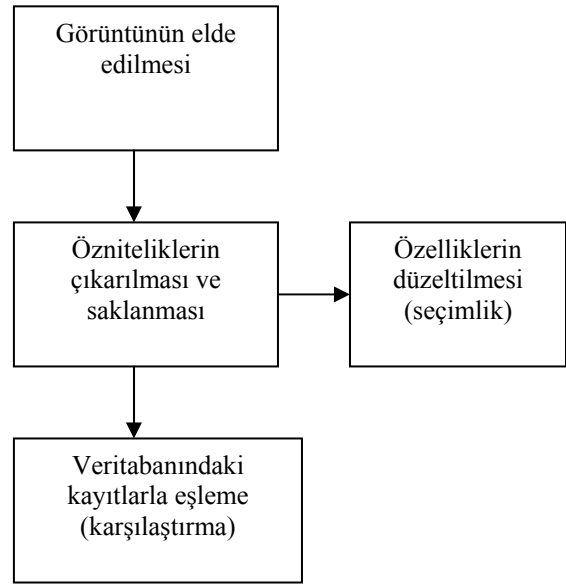 Görüntünün elde
edilmesi
Özniteliklerin
çıkarılması ve
saklanması
Özelliklerin
düzeltilmesi
(seçimlik)
Veritabanındaki
kayıtlarla eşleme
(karşılaştırma)